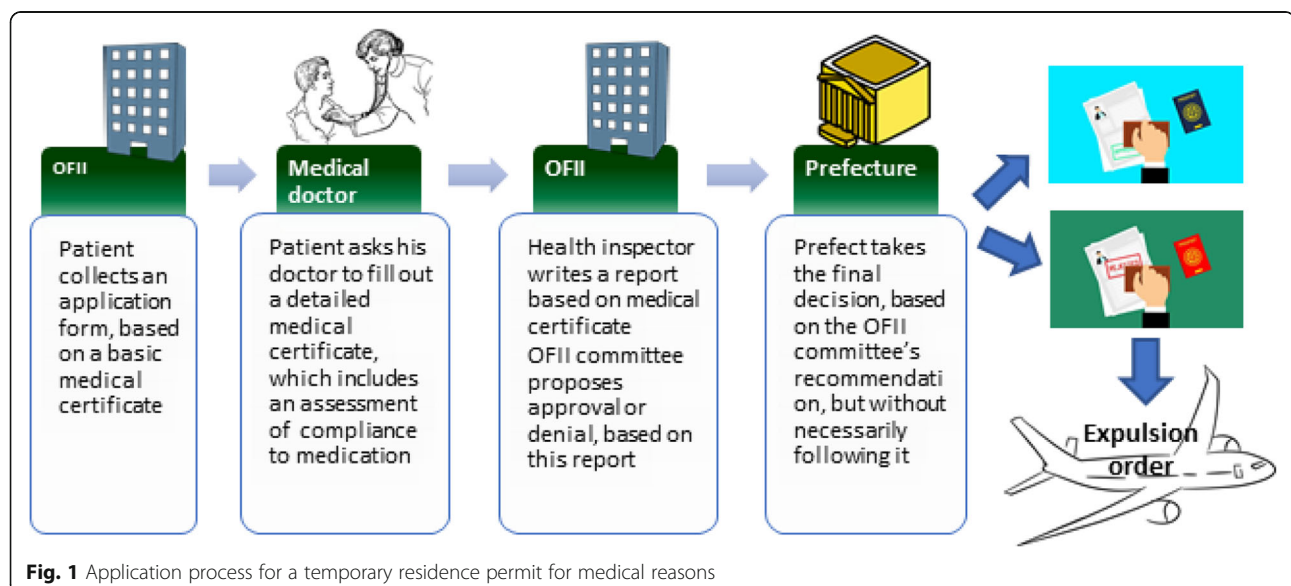 OFII
Patient
collects an
application
form, based
on a basic
medical
certificate
Medical
doctor
Patient asks his
doctor to fill out
a detailed
medical
certificate,
which includes
an assessment
of compliance
to medication
OFII
Health inspector
writes a report
based on medical
certificate
OFII committee
proposes
approval or
denial, based on
this report
Prefecture
Prefect takes
the final
decision, based
on the OFII
committee's
recommendati
on, but without
necessarily
following it
Expulsion
order
Fig. 1 Application process for a temporary residence permit for medical reasons